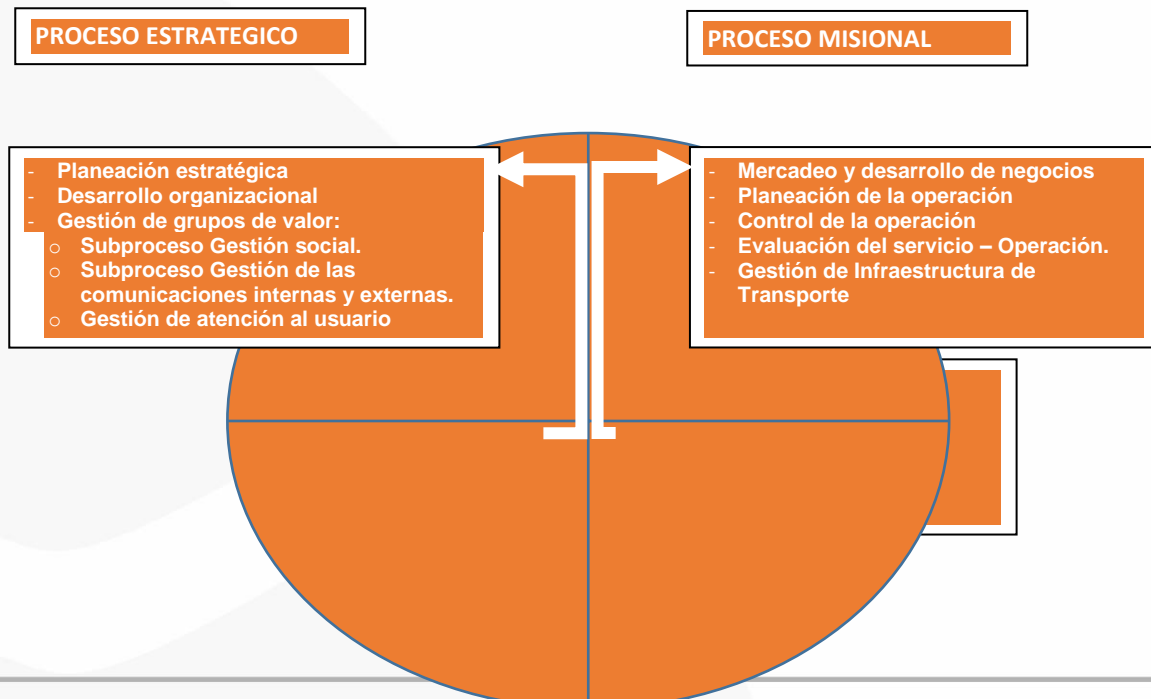 PROCESO ESTRATEGICO
PROCESO MISIONAL
- Planeación estratégica
- Desarrollo organizacional
- Gestión de grupos de valor:
o Subproceso Gestión social.
o Subproceso Gestión de las
comunicaciones internas y externas.
o Gestión de atención al usuario
- Mercadeo y desarrollo de negocios
- Planeación de la operación
- Control de la operación
- Evaluación del servicio – Operación.
- Gestión de Infraestructura de
Transporte